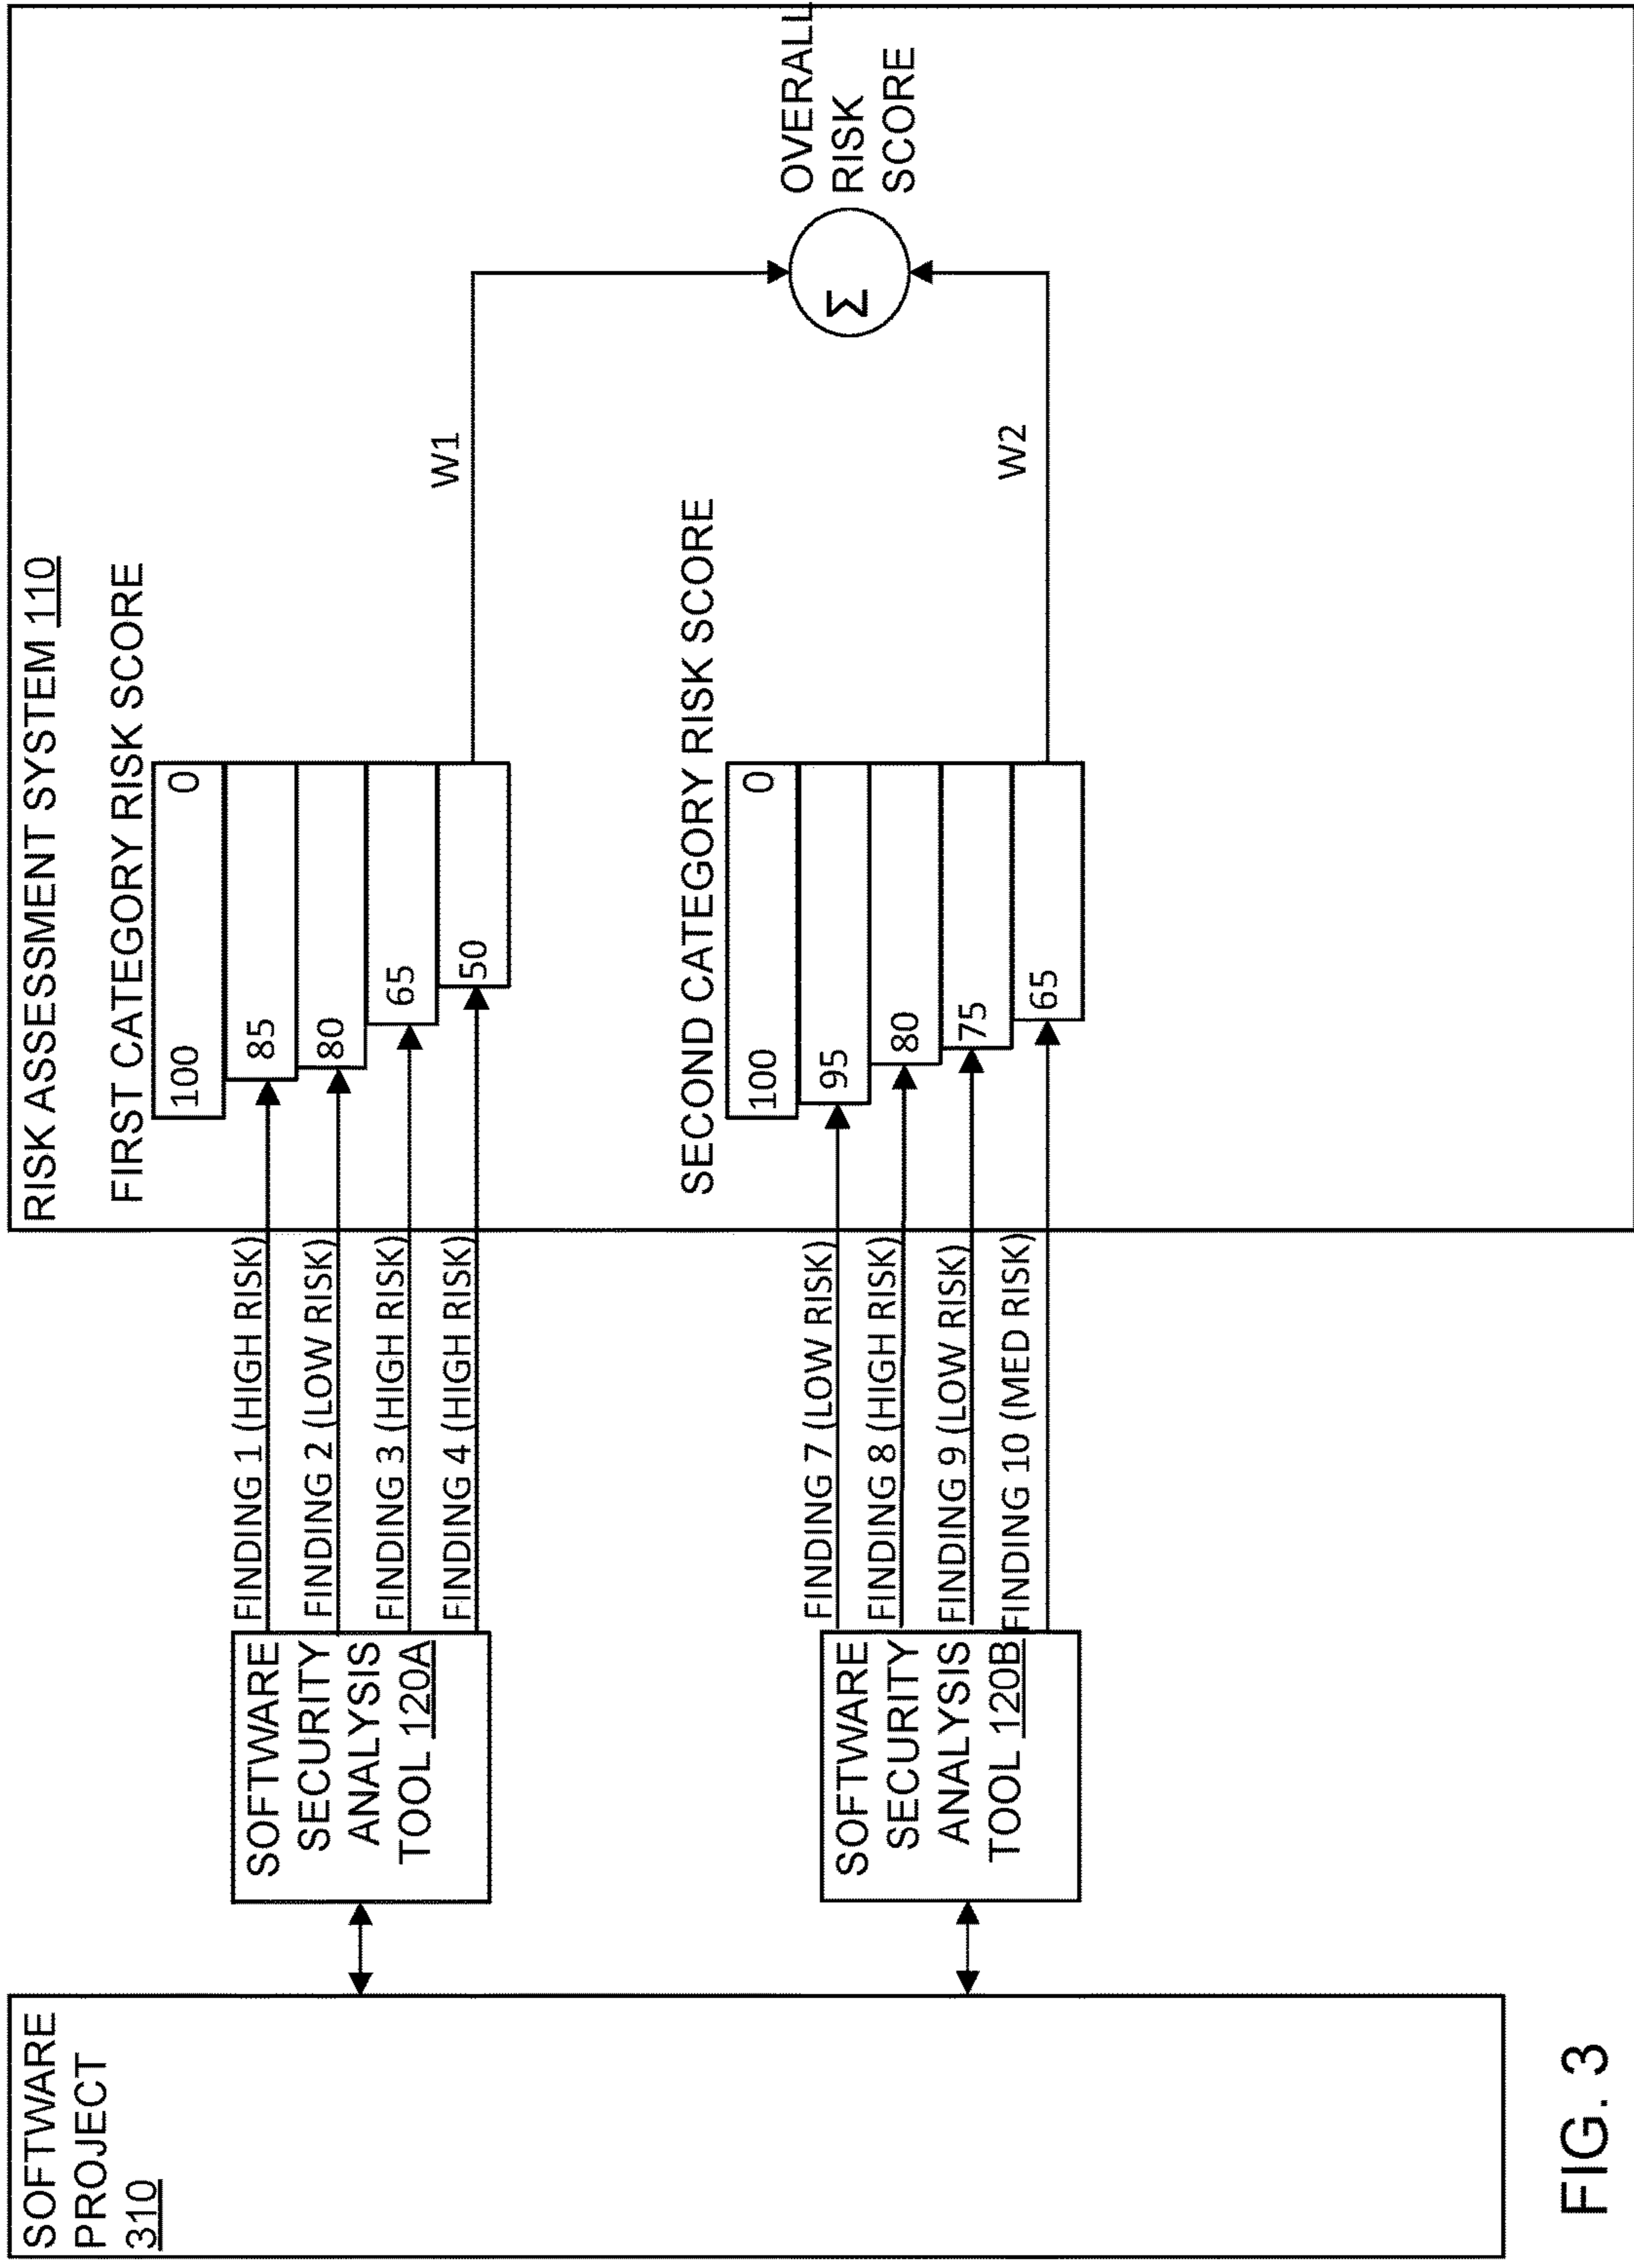 SOFTWARE
PROJECT
310
SOFTWARE
SECURITY
ANALYSIS
TOOL 120A
FINDING 1 (HIGH RISK)
FINDING 2 (LOW RISK)
FINDING 3 (HIGH RISK)
FINDING 4 (HIGH RISK)
SOFTWARE
SECURITY
ANALYSIS
TOOL 120B
FINDING 7 (LOW RISK)
FINDING 8 (HIGH RISK)
FINDING 9 (LOW RISK)
FINDING 10 (MED RISK)
RISK ASSESSMENT SYSTEM 110
FIRST CATEGORY RISK SCORE
100 0
85
80
65
50
W1
SECOND CATEGORY RISK SCORE
100 0
95
80
75
65
W2
Σ
OVERALL
RISK
SCORE
FIG. 3